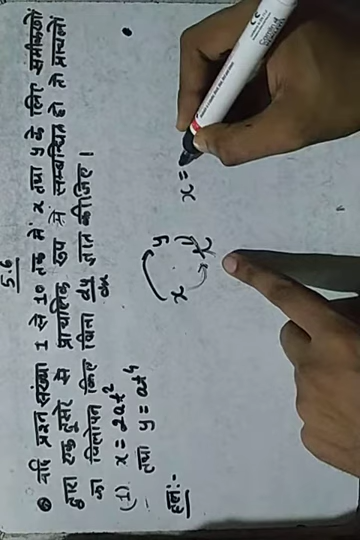 5.6
यदि प्रश्न संख्या 1 से 10 तक में x तथा y दिए समीकरणों
द्वारा एक दूसरे से प्राचलिक रूप में सम्बन्धित हो तो प्राचलों
का विलोपन किए बिना dy/dx ज्ञात कीजिए।
(1). x = 2at²
तथा y = at⁴
हल:-
x y t
x =